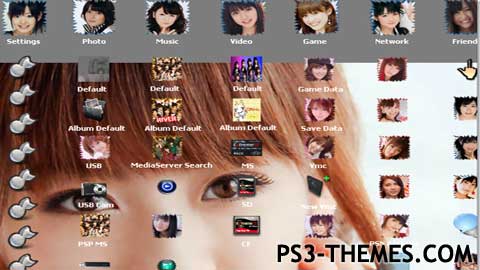 Settings Photo Music Video Game Network Friend
Default Default Default Game Data
Album Default Album Default Album Default Save Data
USB MediaServer Search MS Vmc
USB Cam SD New Vmc
PSP MS CF
PS3-THEMES.COM